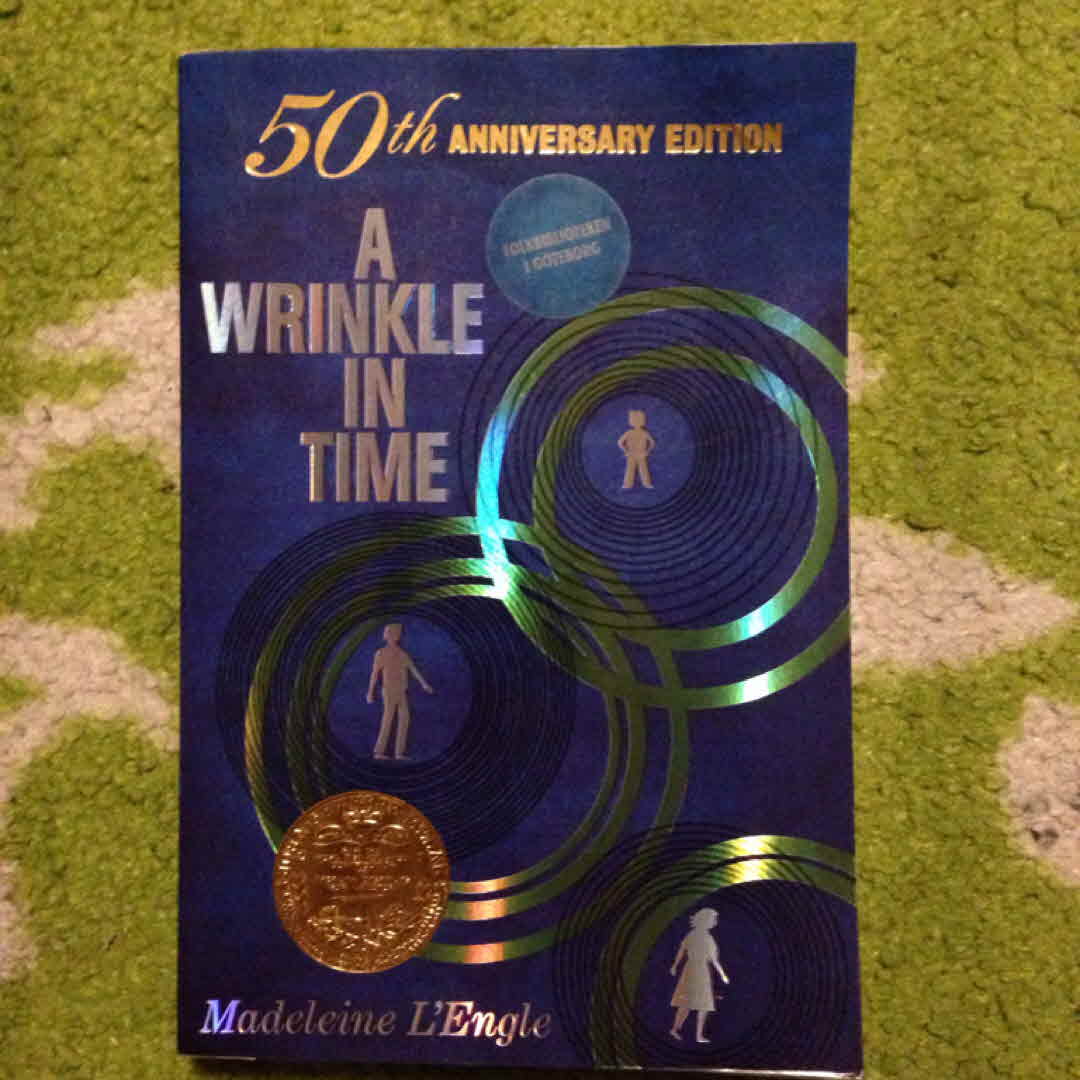 50th ANNIVERSARY EDITION
FOLKBIBLIOTEKEN
I GÖTEBORG
A
WRINKLE
IN
TIME
Madeleine L'Engle